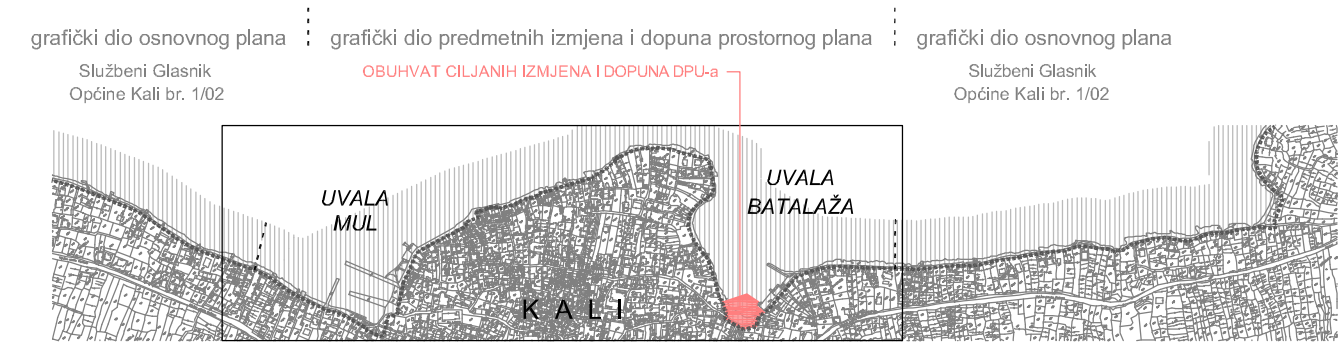 grafički dio osnovnog plana
grafički dio predmetnih izmjena i dopuna prostornog plana
grafički dio osnovnog plana
Službeni Glasnik
Općine Kali br. 1/02
OBUHVAT CILJANIH IZMJENA I DOPUNA DPU-a
Službeni Glasnik
Općine Kali br. 1/02
UVALA
MUL
UVALA
BATALAŽA
KALI